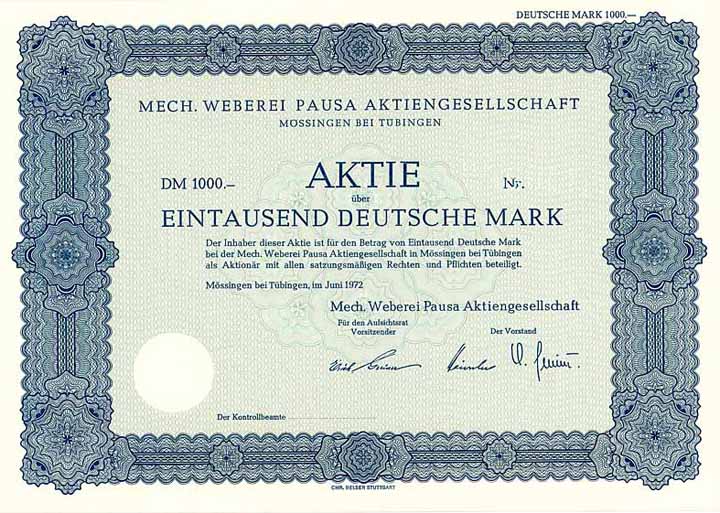 DEUTSCHE MARK 1000.—
MECH. WEBEREI PAUSA AKTIENGESELLSCHAFT
MÖSSINGEN BEI TÜBINGEN
DM 1000.— AKTIE Nr.
über
EINTAUSEND DEUTSCHE MARK
Der Inhaber dieser Aktie ist für den Betrag von Eintausend Deutsche Mark
bei der Mech. Weberei Pausa Aktiengesellschaft in Mössingen bei Tübingen
als Aktionär mit allen satzungsmäßigen Rechten und Pflichten beteiligt.
Mössingen bei Tübingen, im Juni 1972
Mech. Weberei Pausa Aktiengesellschaft
Für den Aufsichtsrat Der Vorstand
Vorsitzender
Der Kontrollbeamte
CHR. BELSER STUTTGART